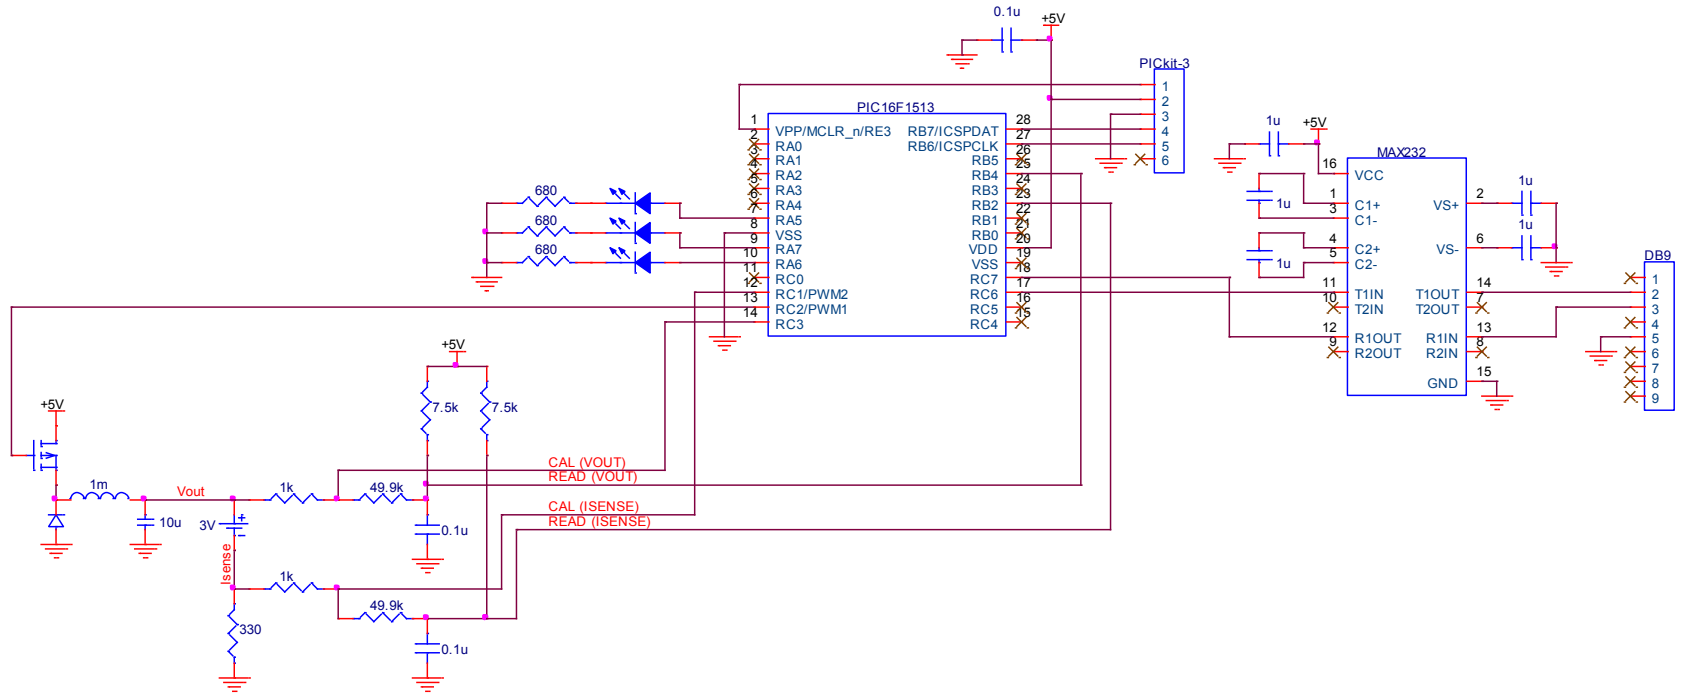 0.1u
+5V
PICkit-3
1
2
3
4
5
6
PIC16F1513
1 VPP/MCLR_n/RE3 RB7/ICSPDAT 28
2 RA0 RB6/ICSPCLK 27
3 RA1 RB5 26
4 RA2 RB4 25
5 RA3 RB3 24
6 RA4 RB2 23
7 RA5 RB1 22
8 VSS RB0 21
9 RA7 VDD 20
10 RA6 VSS 19
11 RC0 RC7 18
12 RC1/PWM2 RC6 17
13 RC2/PWM1 RC5 16
14 RC3 RC4 15
680
680
680
1u
+5V
MAX232
16 VCC
1 C1+ VS+ 2
3 C1-
4 C2+ VS- 6
5 C2-
11 T1IN T1OUT 14
10 T2IN T2OUT 7
12 R1OUT R1IN 13
9 R2OUT R2IN 8
GND 15
1u
1u
1u
1u
DB9
1
2
3
4
5
6
7
8
9
+5V
7.5k
7.5k
+5V
1m
Vout
10u
3V
Isense
1k
49.9k
CAL (VOUT)
READ (VOUT)
CAL (ISENSE)
READ (ISENSE)
0.1u
1k
49.9k
330
0.1u